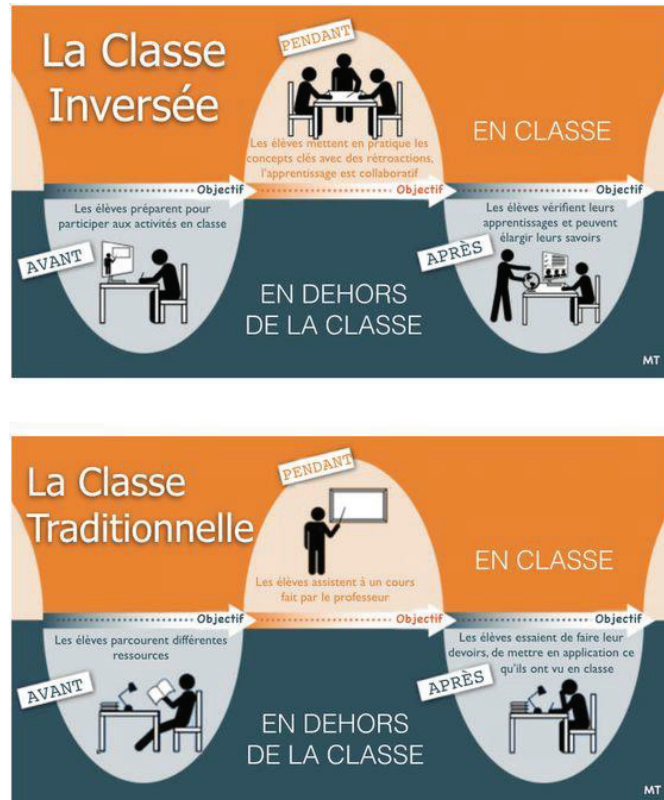 La Classe
Inversée
PENDANT
Les élèves mettent en pratique les
concepts clés avec des rétroactions,
l'apprentissage est collaboratif
EN CLASSE
Objectif
Objectif
Objectif
Les élèves préparent pour
participer aux activités en classe
AVANT
EN DEHORS
DE LA CLASSE
Les élèves vérifient leurs
apprentissages et peuvent
élargir leurs savoirs
APRÈS
MT
La Classe
Traditionnelle
PENDANT
Les élèves assistent à un cours
fait par le professeur
EN CLASSE
Objectif
Objectif
Objectif
Les élèves parcourent différentes
ressources
AVANT
EN DEHORS
DE LA CLASSE
Les élèves essaient de faire leur
devoirs, de mettre en application ce
qu'ils ont vu en classe
APRÈS
MT